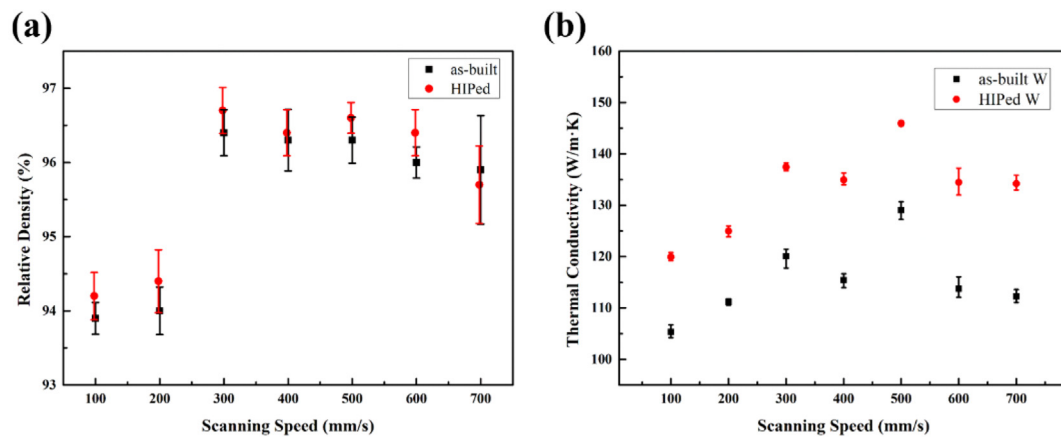 (a)
97
96
95
94
93
Relative Density (%)
as-built
HIPed
100 200 300 400 500 600 700
Scanning Speed (mm/s)
(b)
160
150
140
130
120
110
100
Thermal Conductivity (W/m·K)
as-built W
HIPed W
100 200 300 400 500 600 700
Scanning Speed (mm/s)